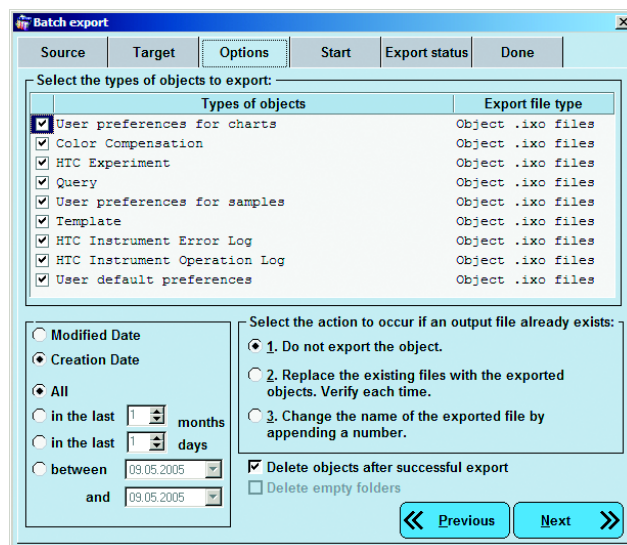 Batch export
Source Target Options Start Export status Done
Select the types of objects to export:
Types of objects Export file type
User preferences for charts Object .ixo files
Color Compensation Object .ixo files
HTC Experiment Object .ixo files
Query Object .ixo files
User preferences for samples Object .ixo files
Template Object .ixo files
HTC Instrument Error Log Object .ixo files
HTC Instrument Operation Log Object .ixo files
User default preferences Object .ixo files
Modified Date
Creation Date
All
in the last 1 months
in the last 1 days
between 09.05.2005
and 09.05.2005
Select the action to occur if an output file already exists:
1. Do not export the object.
2. Replace the existing files with the exported
objects. Verify each time.
3. Change the name of the exported file by
appending a number.
Delete objects after successful export
Delete empty folders
Previous Next